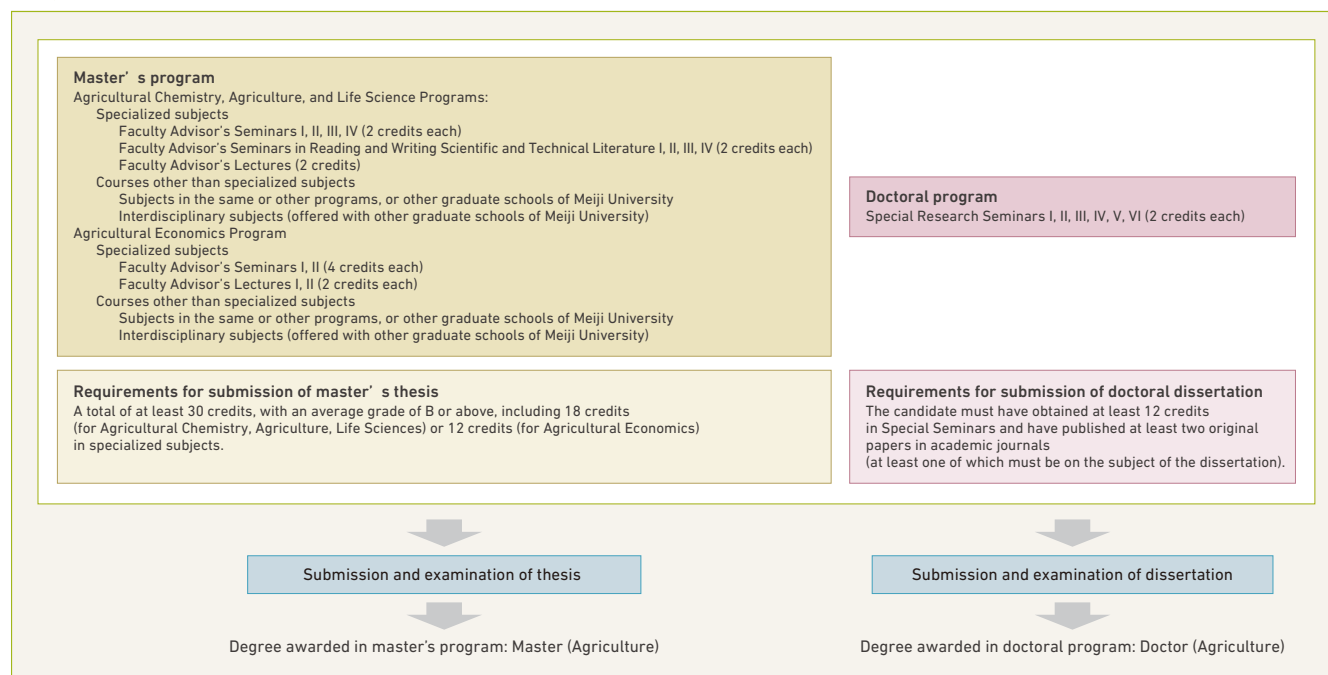 Master’ s program
Agricultural Chemistry, Agriculture, and Life Science Programs:
Specialized subjects
Faculty Advisor’s Seminars I, II, III, IV (2 credits each)
Faculty Advisor’s Seminars in Reading and Writing Scientific and Technical Literature I, II, III, IV (2 credits each)
Faculty Advisor’s Lectures (2 credits)
Courses other than specialized subjects
Subjects in the same or other programs, or other graduate schools of Meiji University
Interdisciplinary subjects (offered with other graduate schools of Meiji University)
Agricultural Economics Program
Specialized subjects
Faculty Advisor’s Seminars I, II (4 credits each)
Faculty Advisor’s Lectures I, II (2 credits each)
Courses other than specialized subjects
Subjects in the same or other programs, or other graduate schools of Meiji University
Interdisciplinary subjects (offered with other graduate schools of Meiji University)
Requirements for submission of master’ s thesis
A total of at least 30 credits, with an average grade of B or above, including 18 credits
(for Agricultural Chemistry, Agriculture, Life Sciences) or 12 credits (for Agricultural Economics)
in specialized subjects.
Submission and examination of thesis
Degree awarded in master’s program: Master (Agriculture)
Doctoral program
Special Research Seminars I, II, III, IV, V, VI (2 credits each)
Requirements for submission of doctoral dissertation
The candidate must have obtained at least 12 credits
in Special Seminars and have published at least two original
papers in academic journals
(at least one of which must be on the subject of the dissertation).
Submission and examination of dissertation
Degree awarded in doctoral program: Doctor (Agriculture)